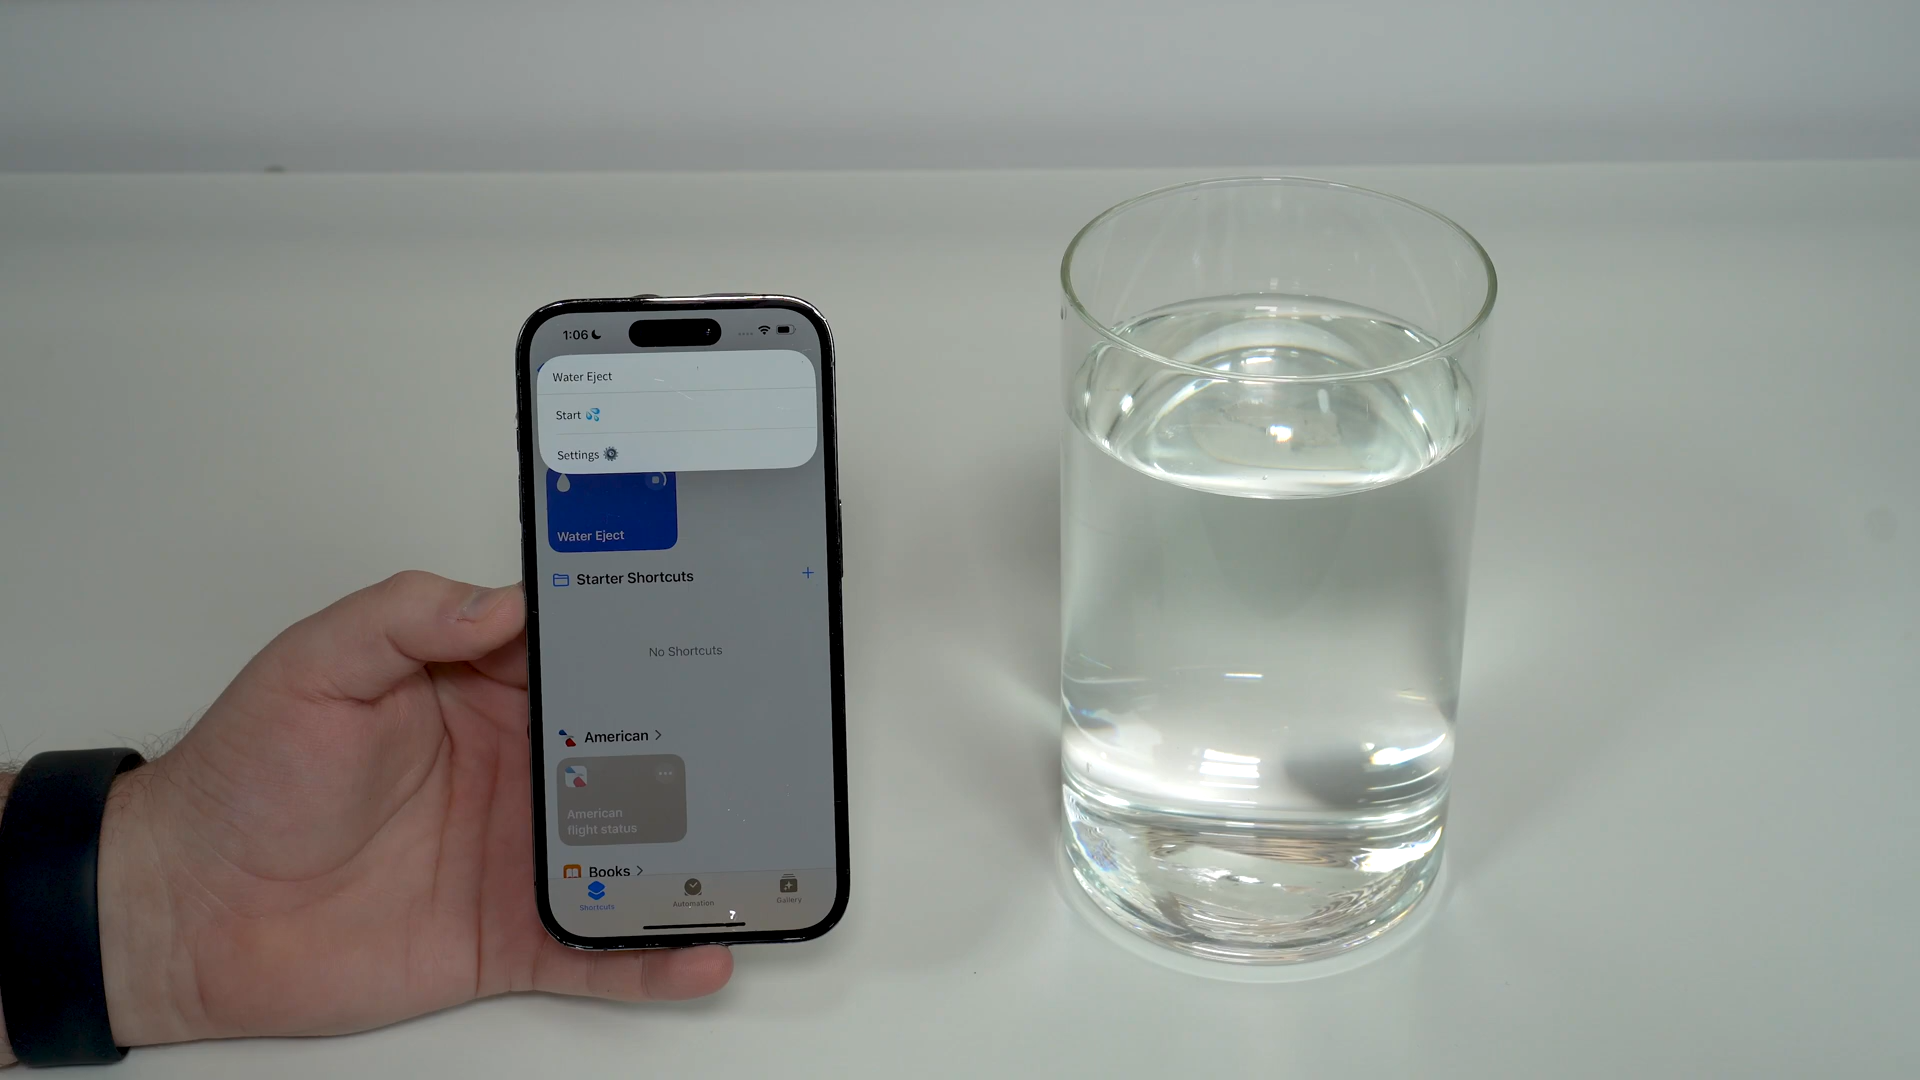 1:06
Water Eject
Start 💦
Settings ⚙️
Water Eject
Starter Shortcuts
No Shortcuts
American
American
flight status
Books
Shortcuts
Automation
Gallery